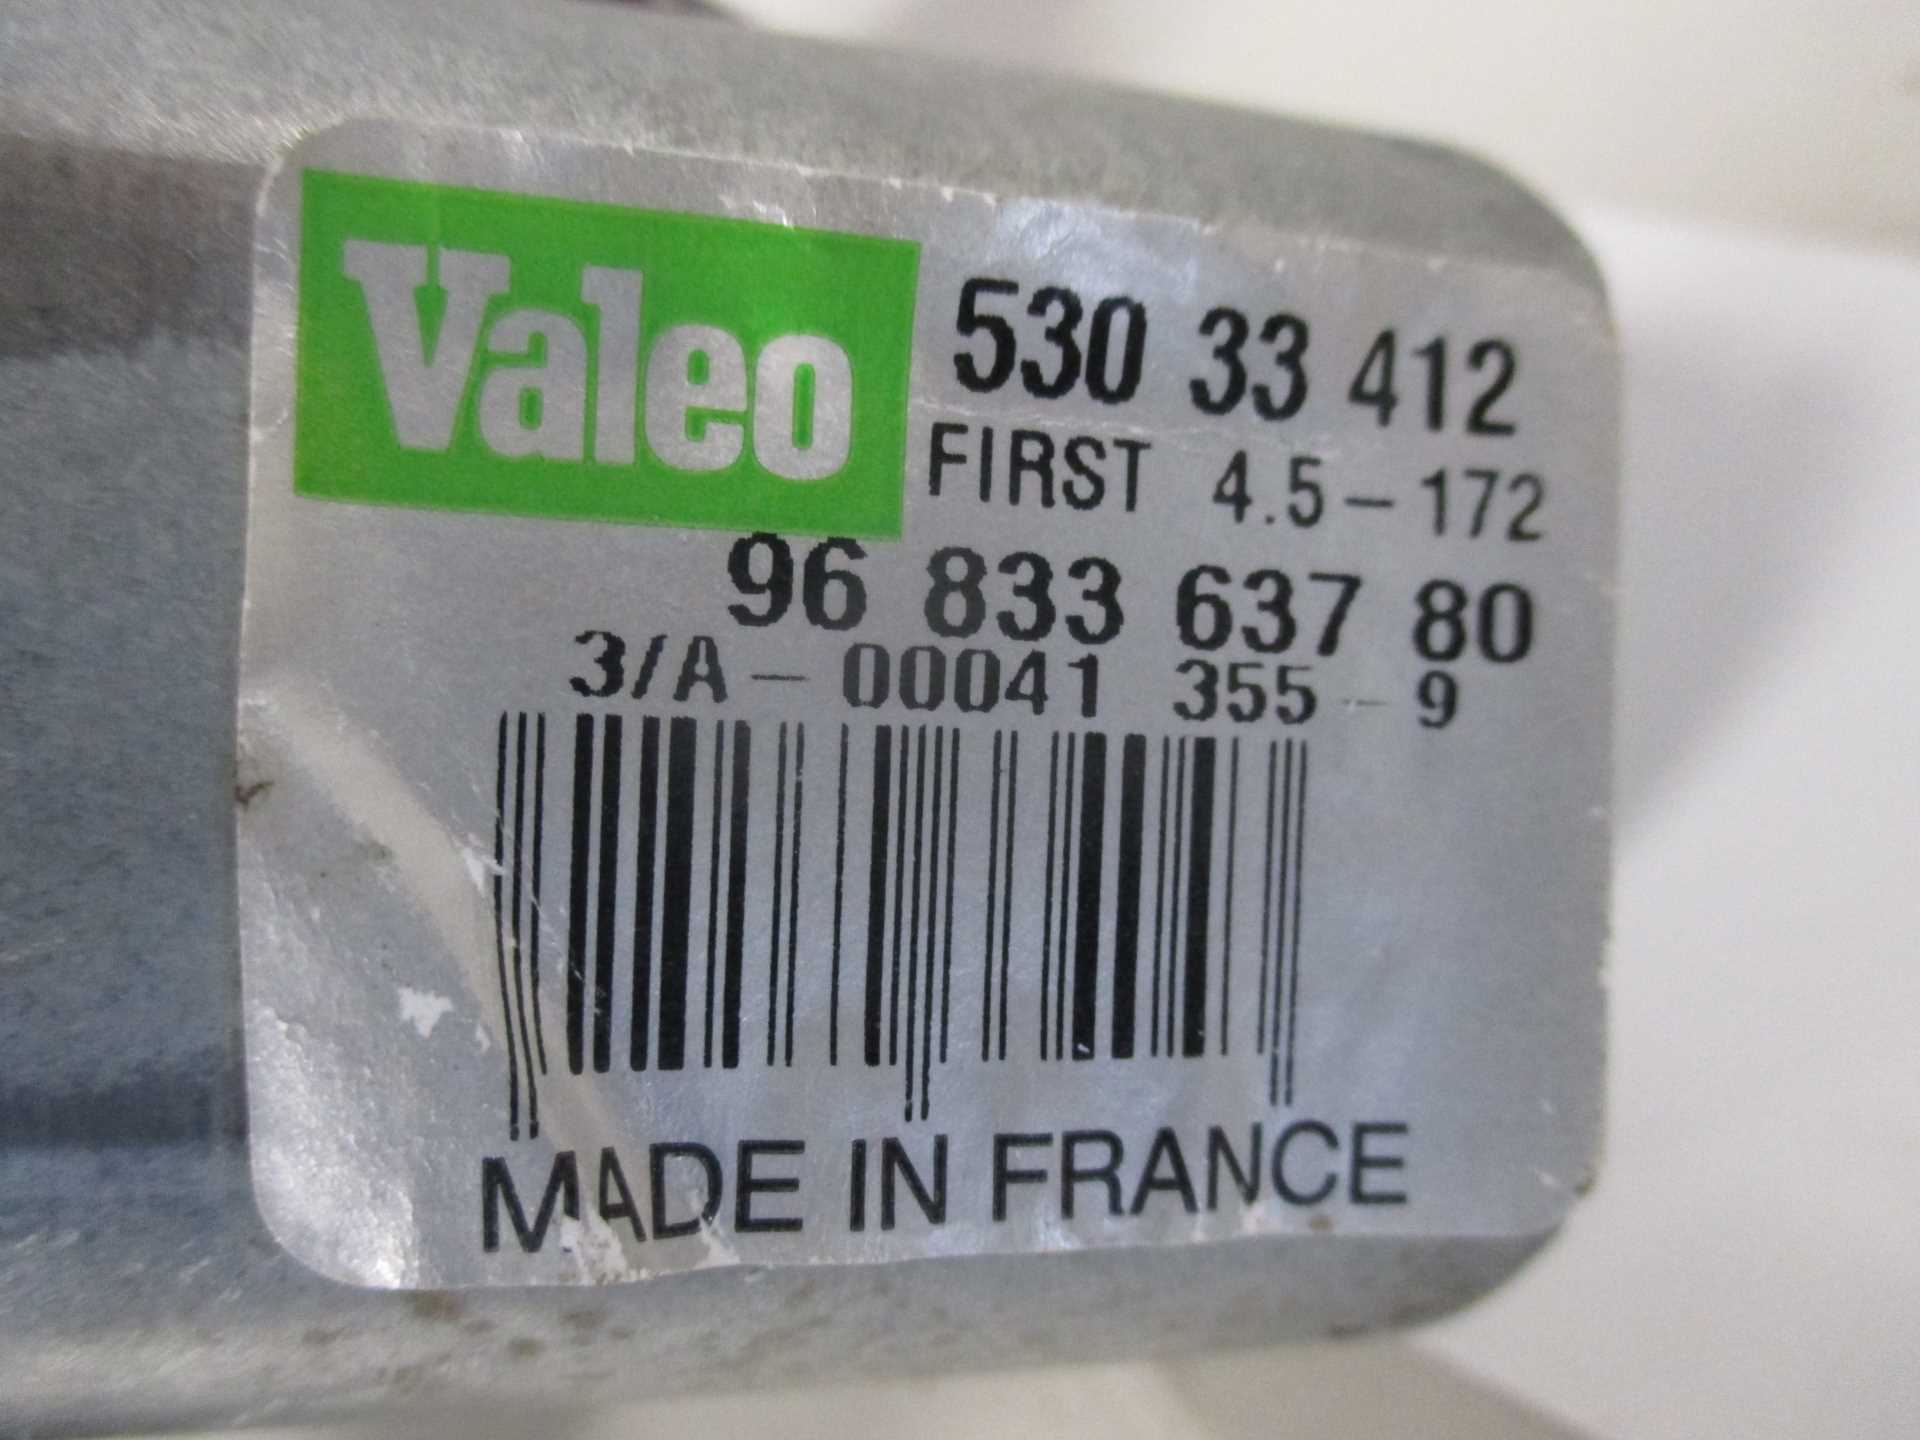 Valeo
530 33 412
FIRST 4.5-172
96 833 637 80
3/A-00041 355-9
MADE IN FRANCE